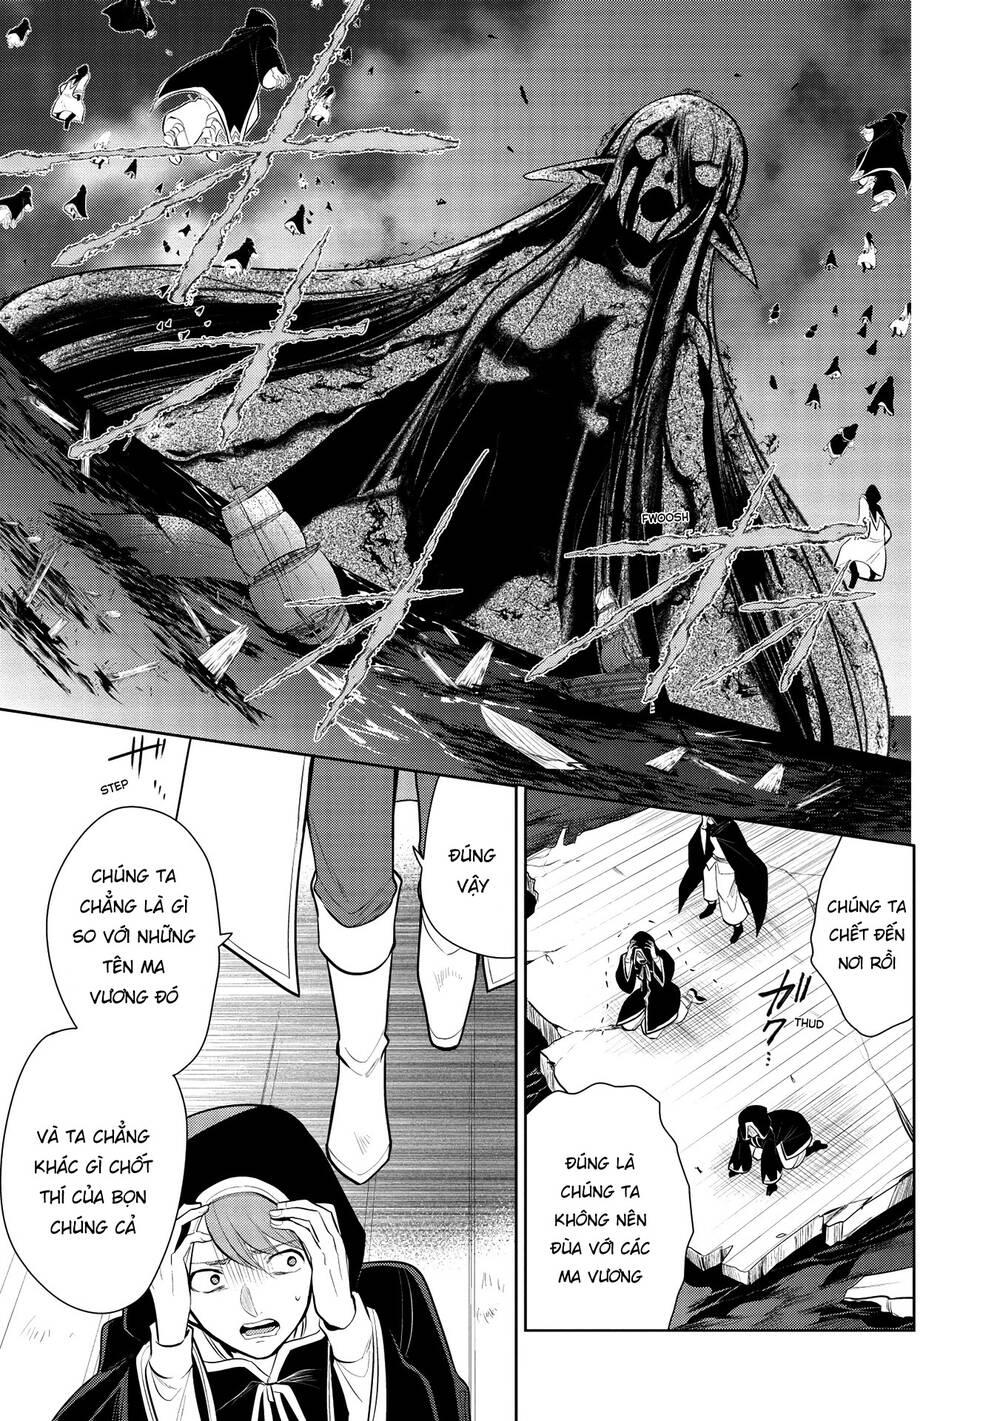 FWOOSH
CHÚNG TA
CHẾT ĐẾN
NƠI RỒI
ガク...
THUD
ĐÚNG LÀ
CHÚNG TA
KHÔNG NÊN
ĐÙA VỚI CÁC
MA VƯƠNG
ĐÚNG
VẬY
STEP
CHÚNG TA
CHẲNG LÀ GÌ
SO VỚI NHỮNG
TÊN MA
VƯƠNG ĐÓ
VÀ TA CHẲNG
KHÁC GÌ CHỐT
THÍ CỦA BỌN
CHÚNG CẢ